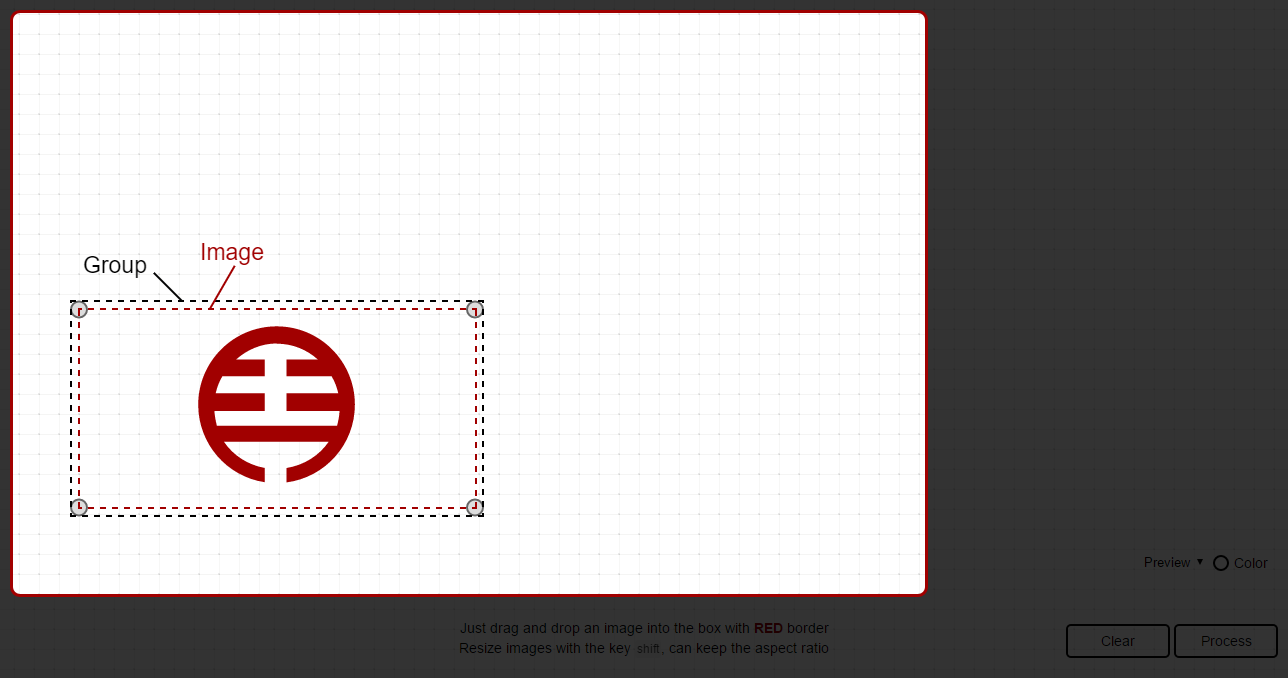 Image
Group
Preview ▼ Color
Just drag and drop an image into the box with RED border
Resize images with the key shift, can keep the aspect ratio
Clear
Process